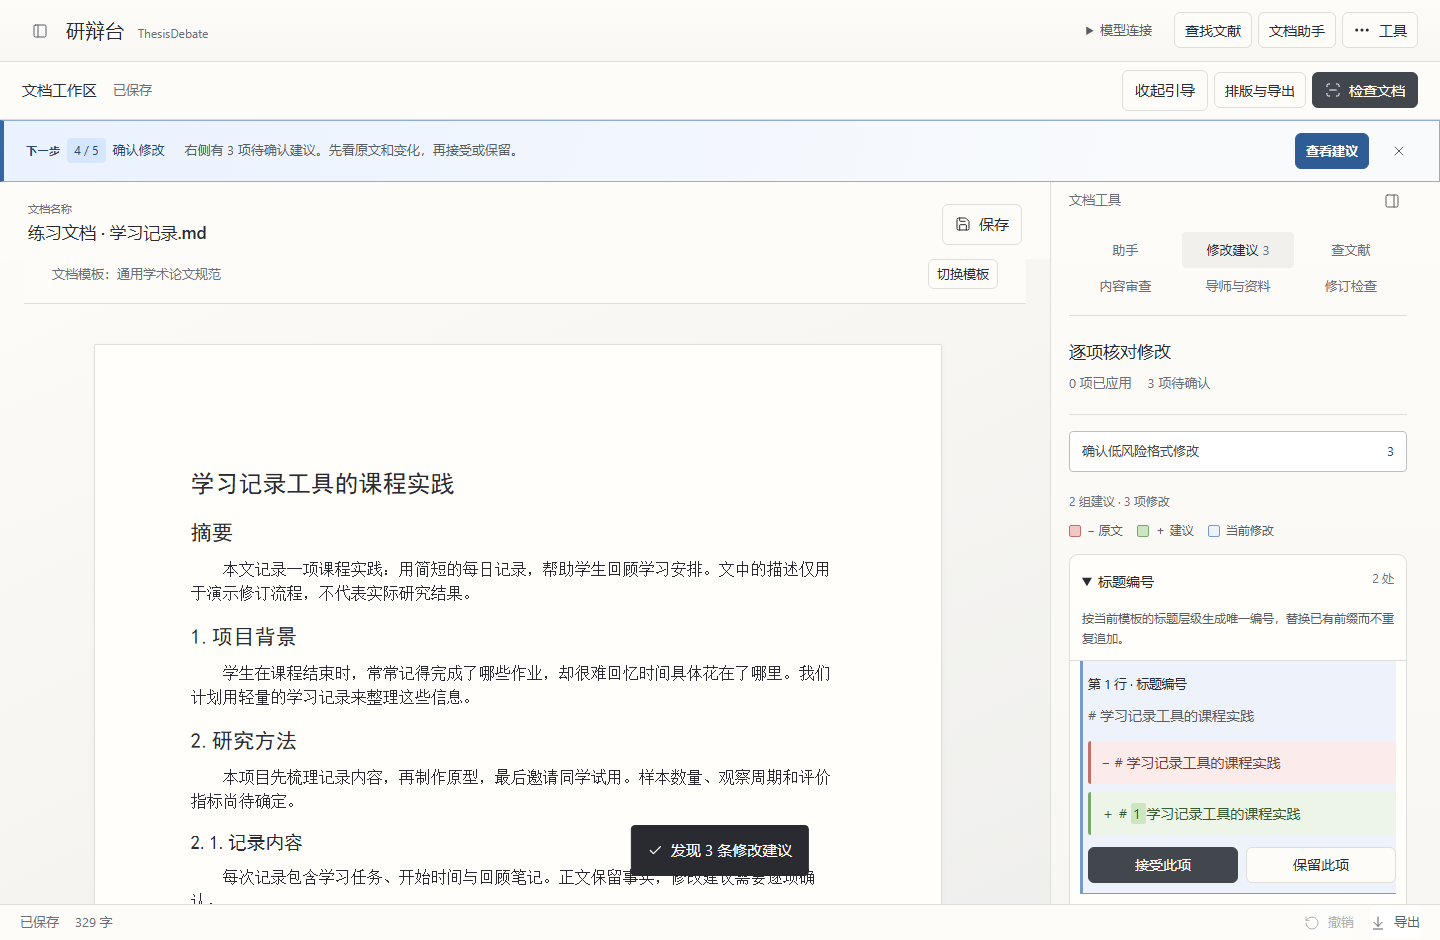 研辩台 ThesisDebate
模型连接
查找文献
文档助手
工具
文档工作区 已保存
收起引导
排版与导出
检查文档
下一步 4 / 5 确认修改 右侧有 3 项待确认建议。先看原文和变化，再接受或保留。
查看建议
文档名称
练习文档 · 学习记录.md
保存
文档模板：通用学术论文规范
切换模板
学习记录工具的课程实践
摘要
本文记录一项课程实践：用简短的每日记录，帮助学生回顾学习安排。文中的描述仅用
于演示修订流程，不代表实际研究结果。
1. 项目背景
学生在课程结束时，常常记得完成了哪些作业，却很难回忆时间具体花在了哪里。我们
计划用轻量的学习记录来整理这些信息。
2. 研究方法
本项目先梳理记录内容，再制作原型，最后邀请同学试用。样本数量、观察周期和评价
指标尚待确定。
2.1. 记录内容
每次记录包含学习任务、开始时间与回顾笔记。正文保留事实，修改建议需要逐项确
认。
发现 3 条修改建议
文档工具
助手
修改建议 3
查文献
内容审查
导师与资料
修订检查
逐项核对修改
0 项已应用 3 项待确认
确认低风险格式修改 3
2 组建议 · 3 项修改
− 原文 + 建议 当前修改
▼ 标题编号 2 处
按当前模板的标题层级生成唯一编号，替换已有前缀而不重
复追加。
第 1 行 · 标题编号
# 学习记录工具的课程实践
− # 学习记录工具的课程实践
+ # 1 学习记录工具的课程实践
接受此项
保留此项
已保存 329 字
撤销
导出